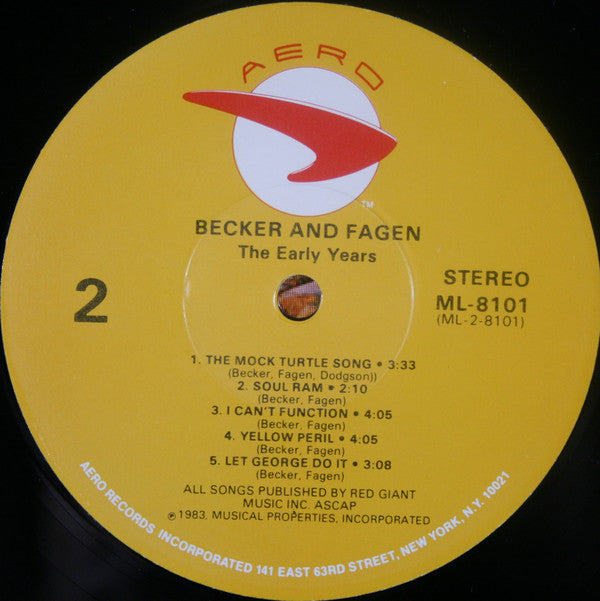 AERO
TM
BECKER AND FAGEN
The Early Years
2
STEREO
ML-8101
(ML-2-8101)
1. THE MOCK TURTLE SONG • 3:33
(Becker, Fagen, Dodgson))
2. SOUL RAM • 2:10
(Becker, Fagen)
3. I CAN'T FUNCTION • 4:05
(Becker, Fagen)
4. YELLOW PERIL • 4:05
(Becker, Fagen)
5. LET GEORGE DO IT • 3:08
(Becker, Fagen)
ALL SONGS PUBLISHED BY RED GIANT
MUSIC INC. ASCAP
℗1983, MUSICAL PROPERTIES, INCORPORATED
AERO RECORDS INCORPORATED 141 EAST 63RD STREET, NEW YORK, N.Y. 10021